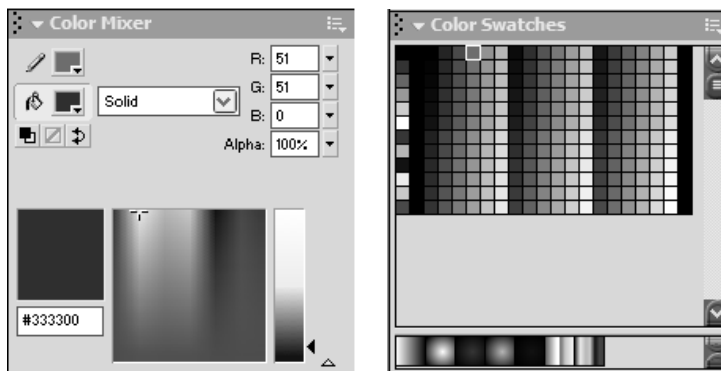 Color Mixer
R: 51
G: 51
Solid
B: 0
Alpha: 100%
#333300
Color Swatches